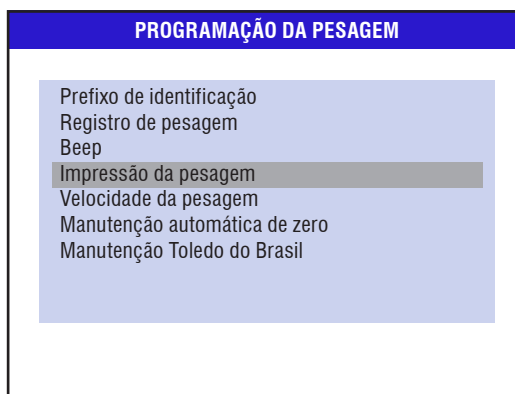 PROGRAMAÇÃO DA PESAGEM
Prefixo de identificação
Registro de pesagem
Beep
Impressão da pesagem
Velocidade da pesagem
Manutenção automática de zero
Manutenção Toledo do Brasil